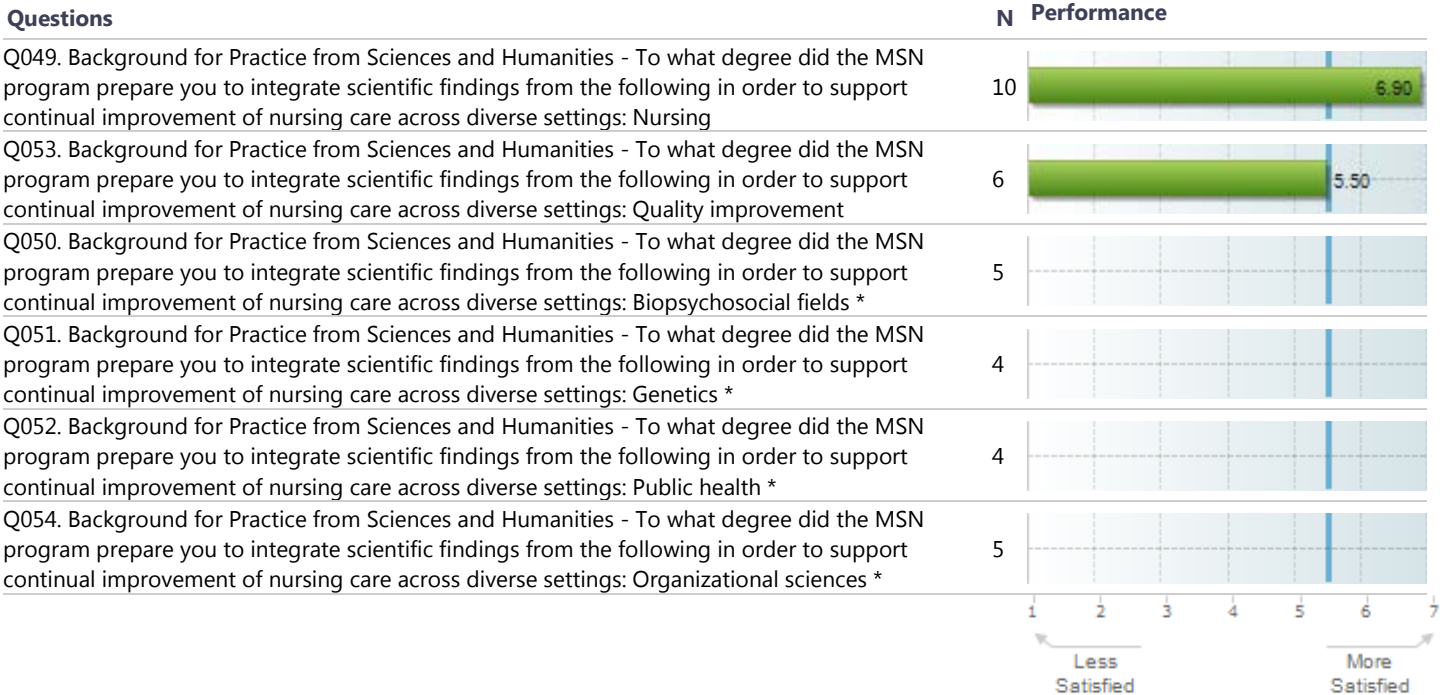 Questions N Performance
Q049. Background for Practice from Sciences and Humanities - To what degree did the MSN
program prepare you to integrate scientific findings from the following in order to support
continual improvement of nursing care across diverse settings: Nursing
10
6.90
Q053. Background for Practice from Sciences and Humanities - To what degree did the MSN
program prepare you to integrate scientific findings from the following in order to support
continual improvement of nursing care across diverse settings: Quality improvement
6
5.50
Q050. Background for Practice from Sciences and Humanities - To what degree did the MSN
program prepare you to integrate scientific findings from the following in order to support
continual improvement of nursing care across diverse settings: Biopsychosocial fields *
5
Q051. Background for Practice from Sciences and Humanities - To what degree did the MSN
program prepare you to integrate scientific findings from the following in order to support
continual improvement of nursing care across diverse settings: Genetics *
4
Q052. Background for Practice from Sciences and Humanities - To what degree did the MSN
program prepare you to integrate scientific findings from the following in order to support
continual improvement of nursing care across diverse settings: Public health *
4
Q054. Background for Practice from Sciences and Humanities - To what degree did the MSN
program prepare you to integrate scientific findings from the following in order to support
continual improvement of nursing care across diverse settings: Organizational sciences *
5
1 2 3 4 5 6 7
Less
Satisfied
More
Satisfied